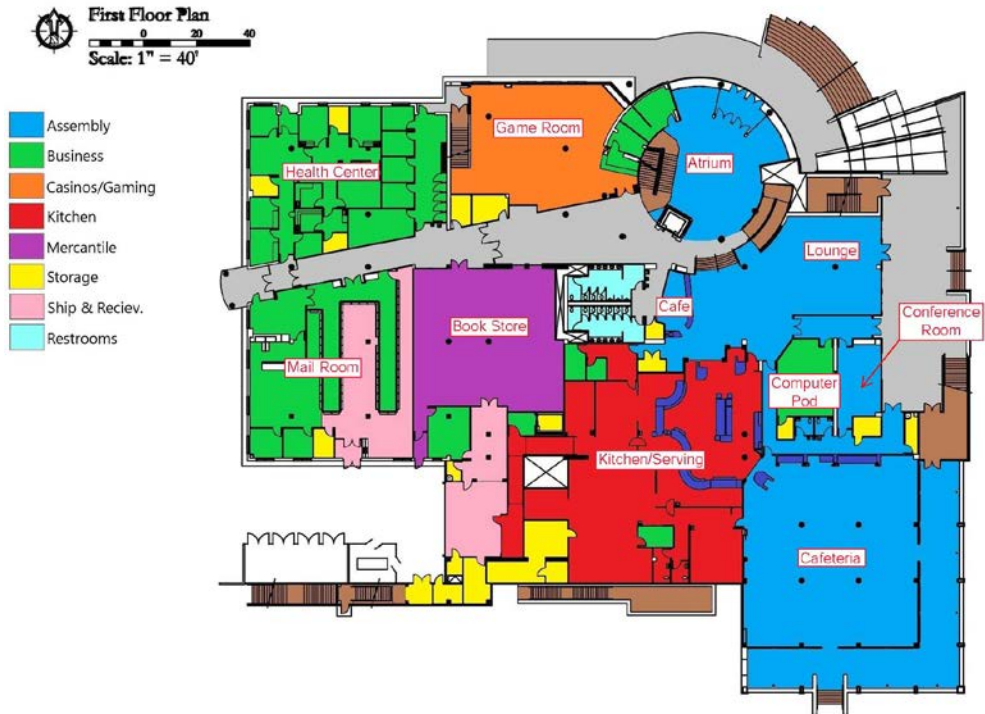 First Floor Plan
0 20 40
Scale: 1" = 40'
Assembly
Business
Casinos/Gaming
Kitchen
Mercantile
Storage
Ship & Reciev.
Restrooms
Game Room
Atrium
Health Center
Lounge
Cafe
Conference
Room
Book Store
Mail Room
Computer
Pod
Kitchen/Serving
Cafeteria